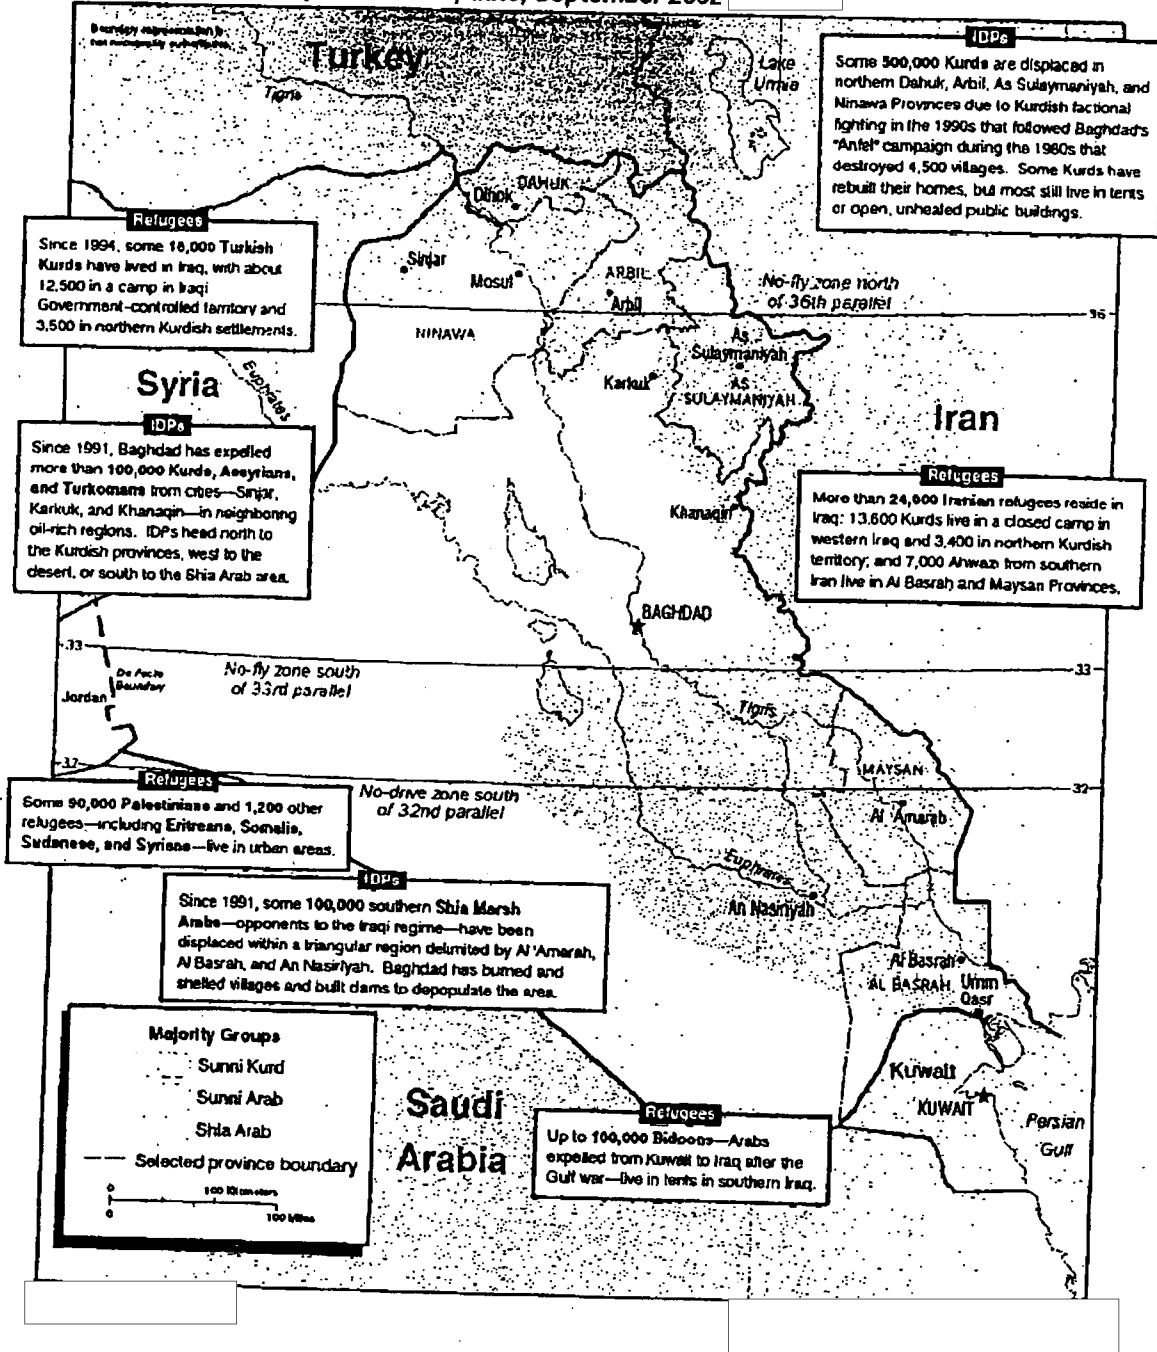 September 2002
Boundary representation is
not necessarily authoritative.
Turkey
Tigris
Lake
Urmia
IDPs
Some 500,000 Kurds are displaced in
northern Dahuk, Arbil, As Sulaymaniyah, and
Ninawa Provinces due to Kurdish factional
fighting in the 1990s that followed Baghdad's
"Anfal" campaign during the 1980s that
destroyed 4,500 villages. Some Kurds have
rebuilt their homes, but most still live in tents
or open, unheated public buildings.
DAHUK
Dihok
Refugees
Since 1994, some 16,000 Turkish
Kurds have lived in Iraq, with about
12,500 in a camp in Iraqi
Government-controlled territory and
3,500 in northern Kurdish settlements.
Sinjar
Mosul
ARBIL
Arbil
No-fly zone north
of 36th parallel
36
NINAWA
As
Sulaymaniyah
Karkuk
AS
SULAYMANIYAH
Syria
Euphrates
Iran
IDPs
Since 1991, Baghdad has expelled
more than 100,000 Kurds, Assyrians,
and Turkomans from cities—Sinjar,
Karkuk, and Khanaqin—in neighboring
oil-rich regions. IDPs head north to
the Kurdish provinces, west to the
desert, or south to the Shia Arab area.
Refugees
More than 24,000 Iranian refugees reside in
Iraq: 13,600 Kurds live in a closed camp in
western Iraq and 3,400 in northern Kurdish
territory; and 7,000 Ahwazi from southern
Iran live in Al Basrah and Maysan Provinces.
Khanaqin
BAGHDAD
33
De Facto
Boundary
Jordan
No-fly zone south
of 33rd parallel
33
Tigris
MAYSAN
32
Refugees
Some 90,000 Palestinians and 1,200 other
refugees—including Eritreans, Somalis,
Sudanese, and Syrians—live in urban areas.
No-drive zone south
of 32nd parallel
32
Al 'Amarah
Euphrates
An Nasiriyah
IDPs
Since 1991, some 100,000 southern Shia Marsh
Arabs—opponents to the Iraqi regime—have been
displaced within a triangular region delimited by Al 'Amarah,
Al Basrah, and An Nasiriyah. Baghdad has burned and
shelled villages and built dams to depopulate the area.
Al Basrah
AL BASRAH
Umm
Qasr
Majority Groups
Sunni Kurd
Sunni Arab
Shia Arab
Selected province boundary
0 100 Kilometers
0 100 Miles
Saudi
Arabia
Kuwait
KUWAIT
Persian
Gulf
Refugees
Up to 100,000 Bidoons—Arabs
expelled from Kuwait to Iraq after the
Gulf war—live in tents in southern Iraq.